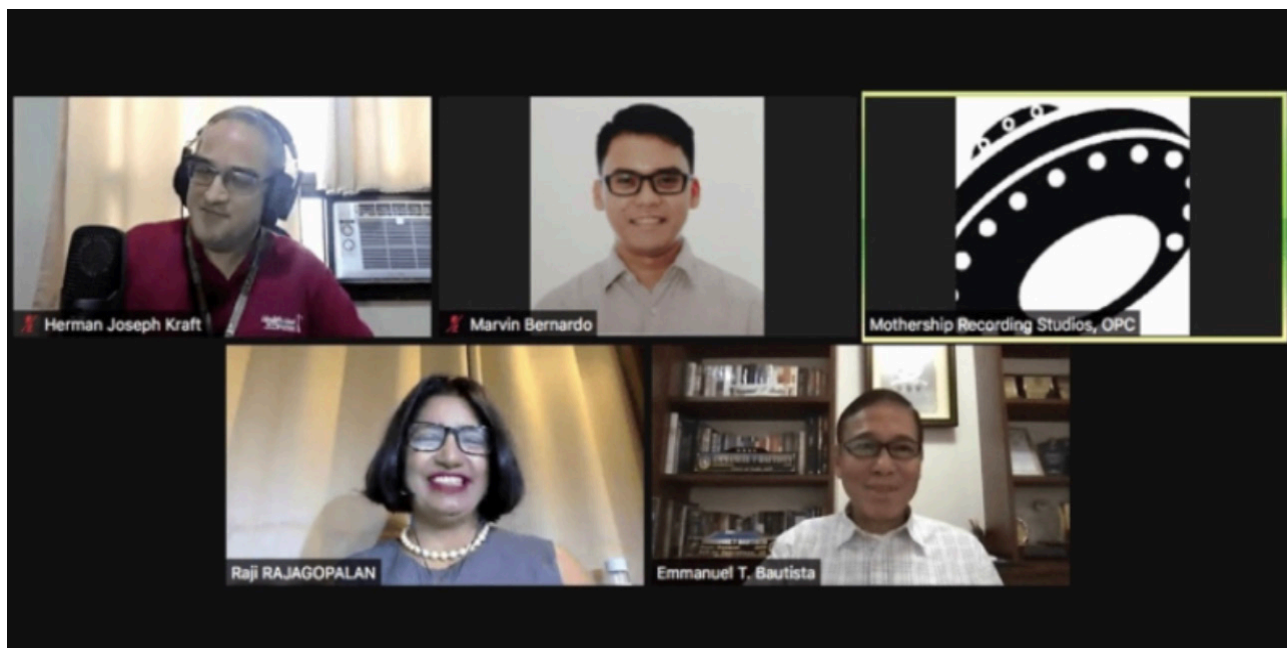 Herman Joseph Kraft
Marvin Bernardo
Mothership Recording Studios, OPC
Raji RAJAGOPALAN
Emmanuel T. Bautista